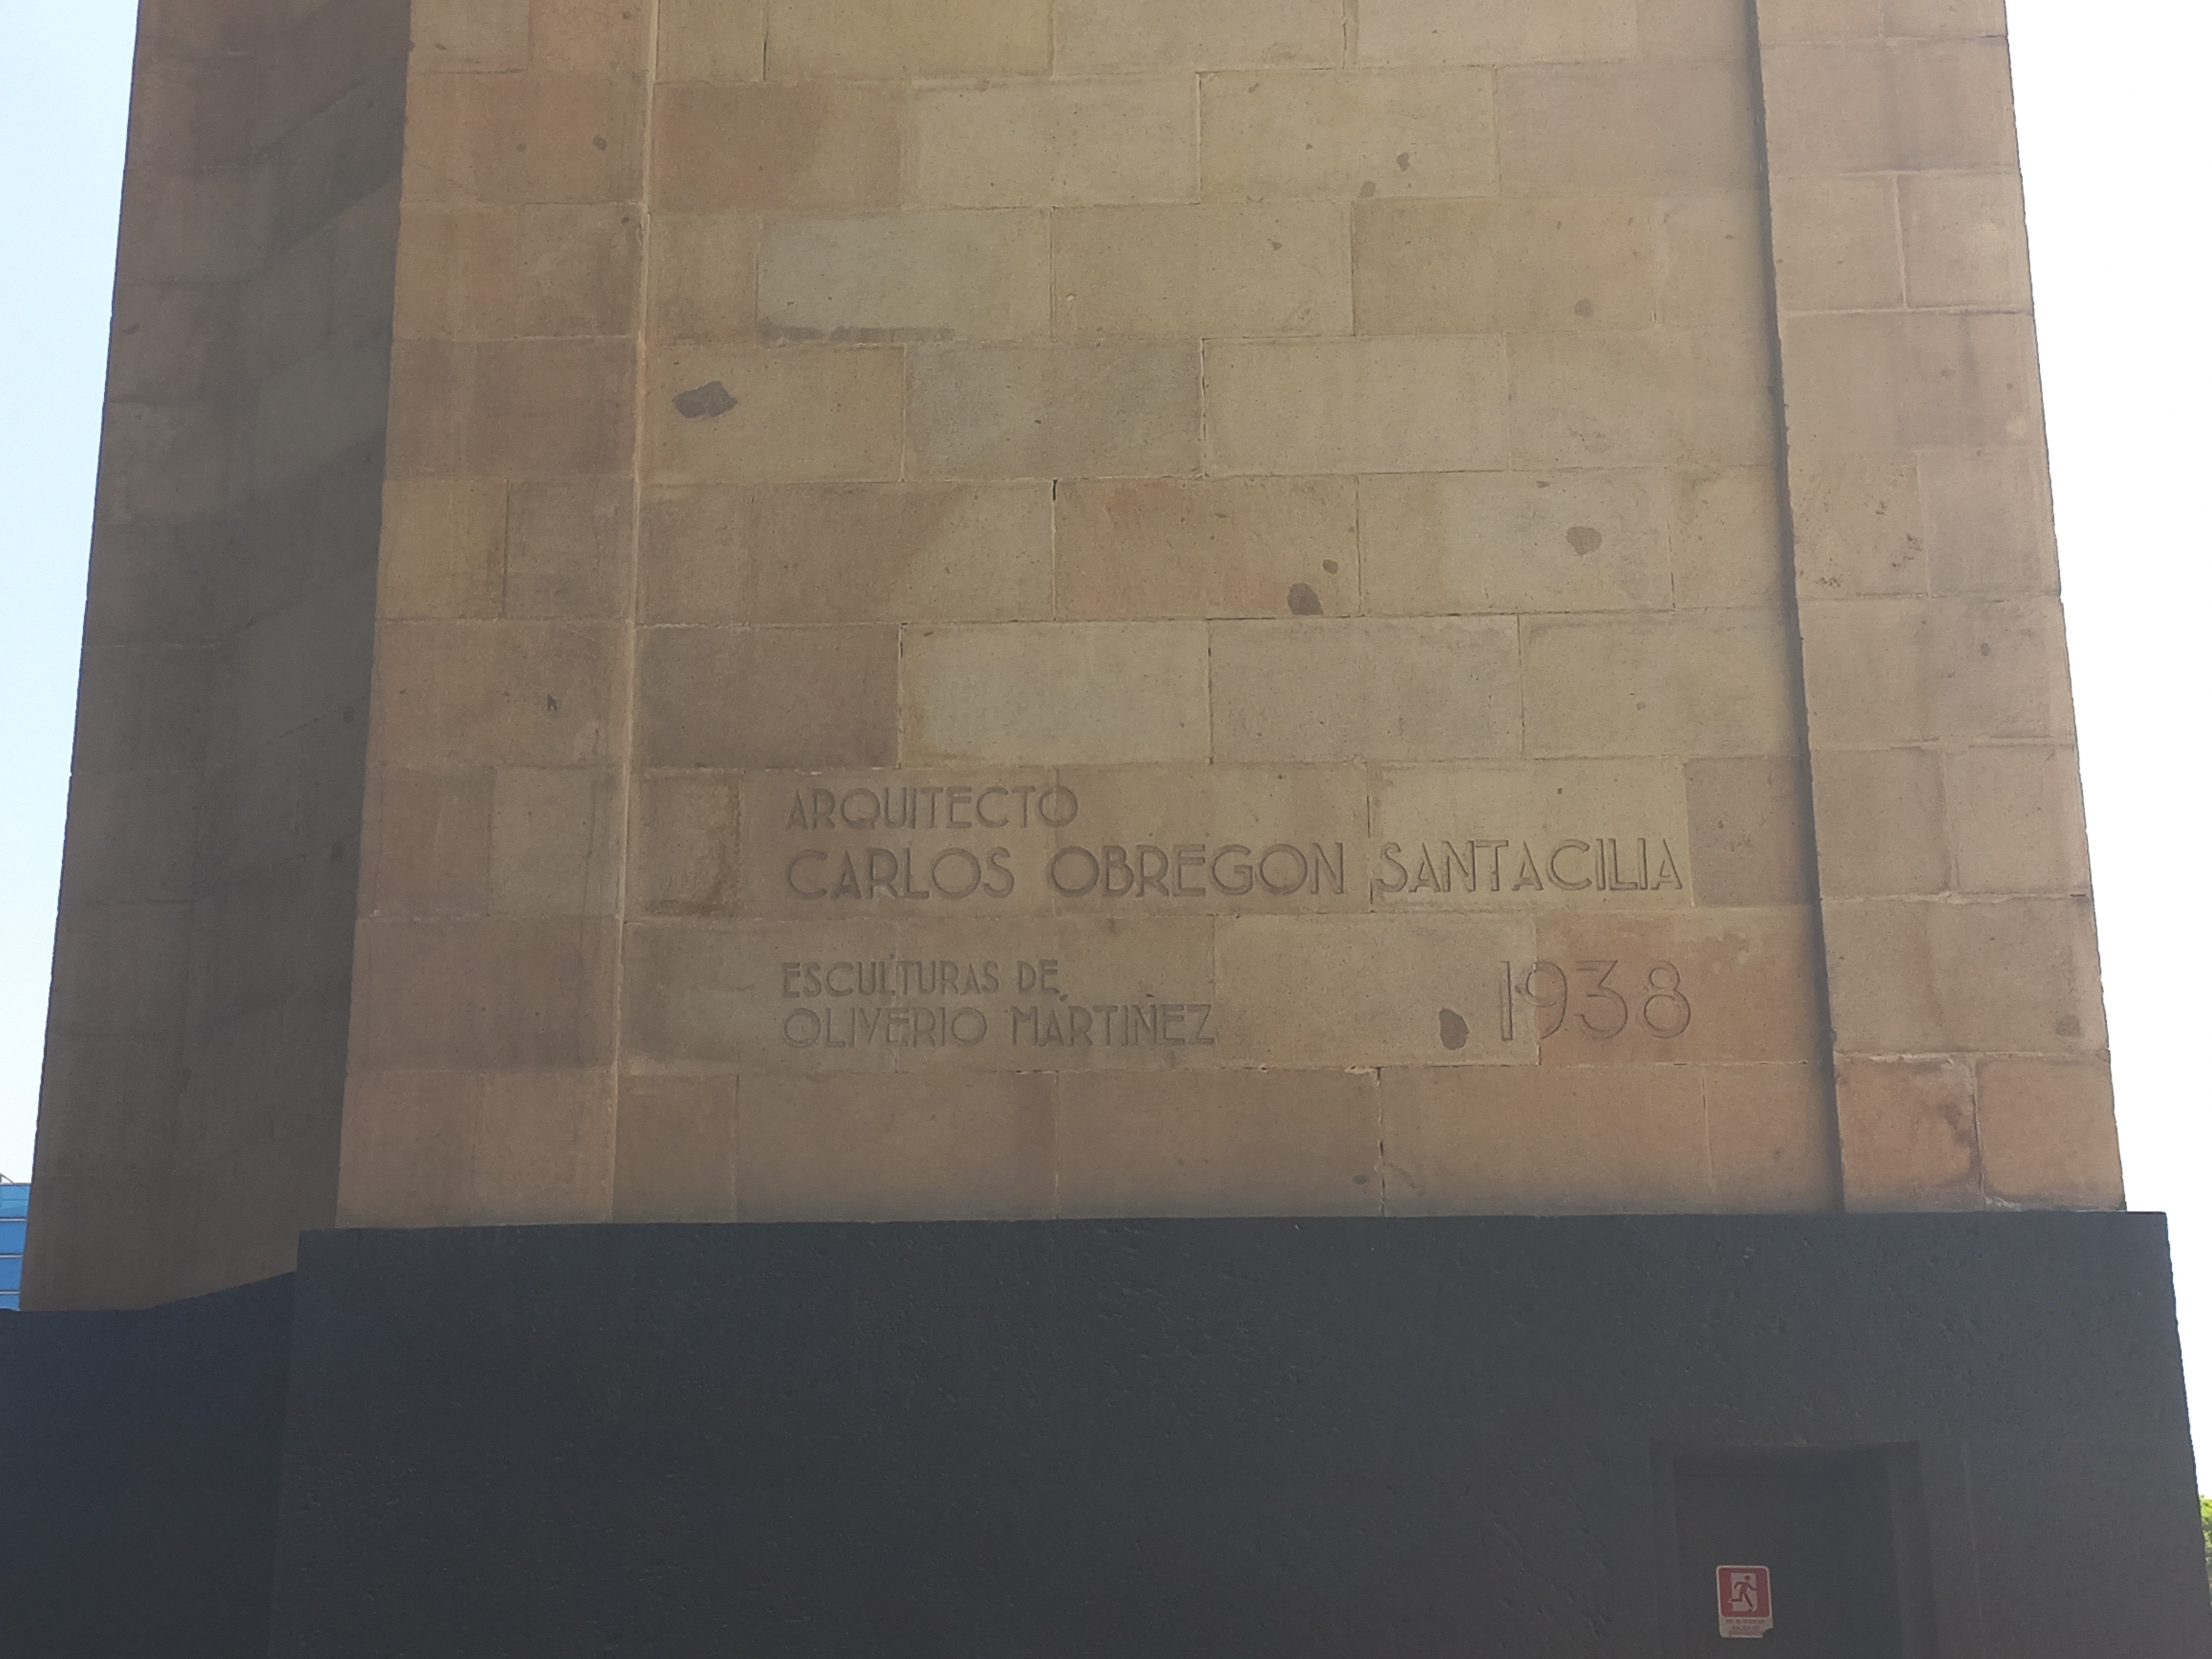 ARQUITECTO
CARLOS OBREGON SANTACILIA
ESCULTURAS DE
OLIVERIO MARTINEZ
1938